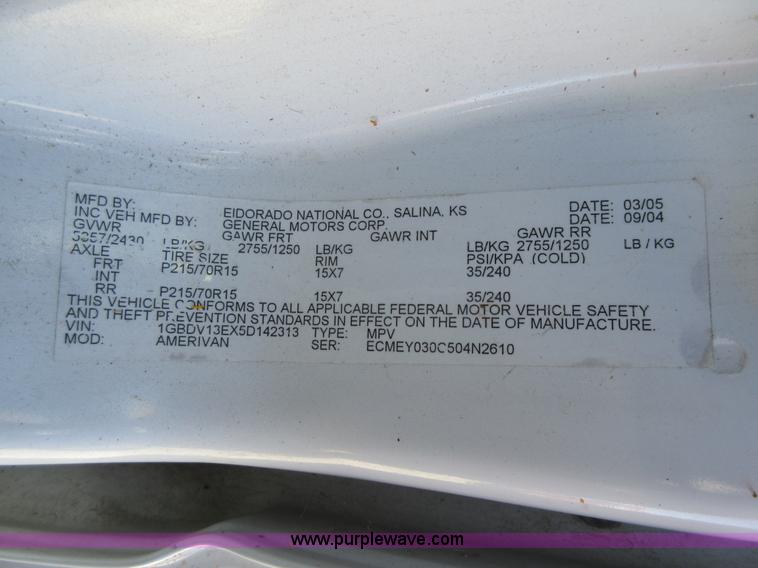 MFD BY: EIDORADO NATIONAL CO., SALINA, KS DATE: 03/05
INC VEH MFD BY: GENERAL MOTORS CORP. DATE: 09/04
GVWR GAWR FRT GAWR INT GAWR RR
5357/2430 LB/KG 2755/1250 LB/KG LB/KG 2755/1250 LB / KG
AXLE TIRE SIZE RIM PSI/KPA (COLD)
FRT P215/70R15 15X7 35/240
INT
RR P215/70R15 15X7 35/240
THIS VEHICLE CONFORMS TO ALL APPLICABLE FEDERAL MOTOR VEHICLE SAFETY
AND THEFT PREVENTION STANDARDS IN EFFECT ON THE DATE OF MANUFACTURE.
VIN: 1GBDV13EX5D142313 TYPE: MPV
MOD: AMERIVAN SER: ECMEY030C504N2610
www.purplewave.com